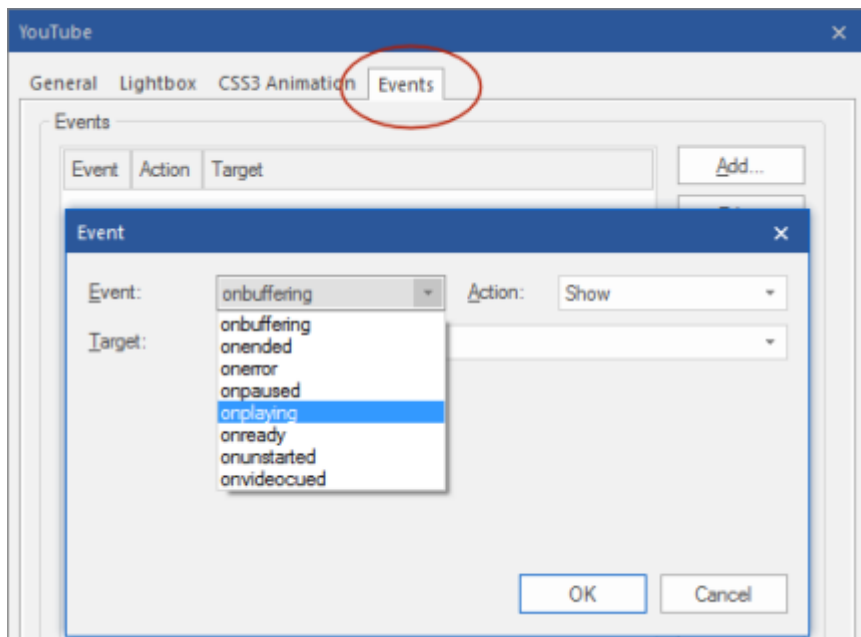 YouTube
General Lightbox CSS3 Animation Events
Events
Event Action Target
Add...
Event
Event: onbuffering Action: Show
Target:
onbuffering
onended
onerror
onpaused
onplaying
onready
onunstarted
onvideocued
OK Cancel